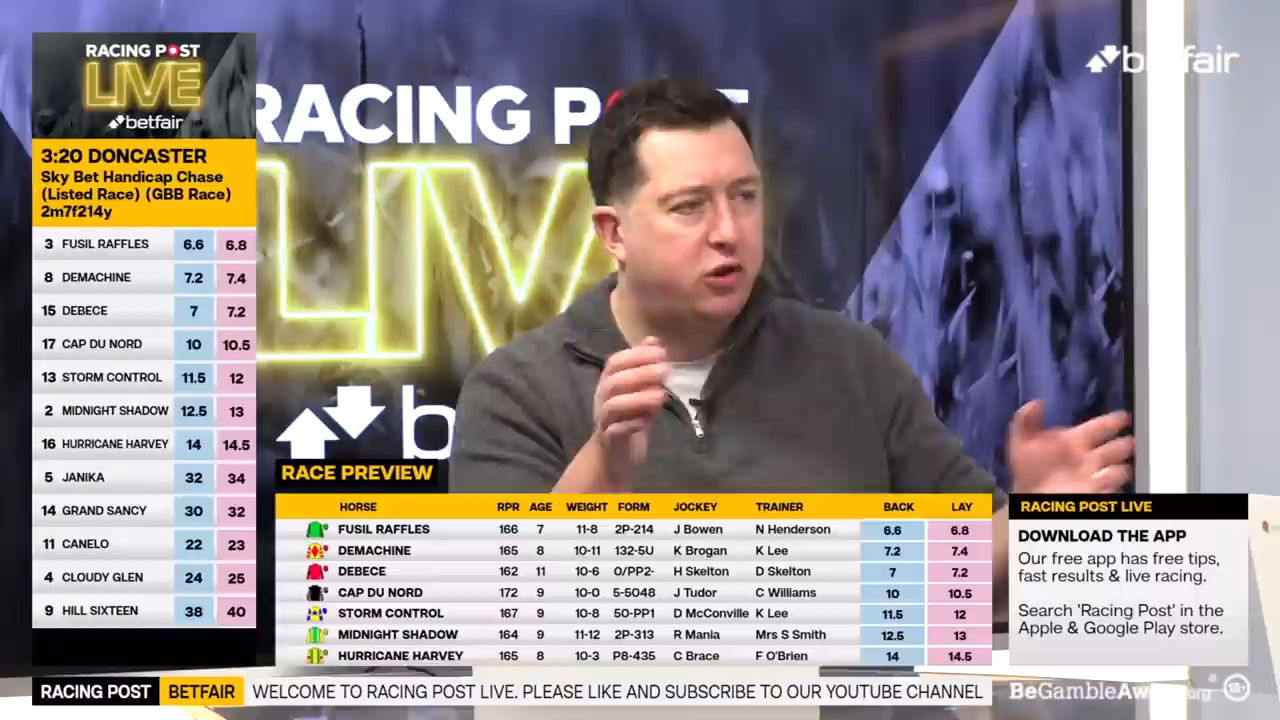 RACING POST
LIVE
betfair
3:20 DONCASTER
Sky Bet Handicap Chase
(Listed Race) (GBB Race)
2m7f214y
3 FUSIL RAFFLES 6.6 6.8
8 DEMACHINE 7.2 7.4
15 DEBECE 7 7.2
17 CAP DU NORD 10 10.5
13 STORM CONTROL 11.5 12
2 MIDNIGHT SHADOW 12.5 13
16 HURRICANE HARVEY 14 14.5
5 JANIKA 32 34
14 GRAND SANCY 30 32
11 CANELO 22 23
4 CLOUDY GLEN 24 25
9 HILL SIXTEEN 38 40
RACING P
LIV
b
betfair
RACE PREVIEW
HORSE RPR AGE WEIGHT FORM JOCKEY TRAINER BACK LAY
FUSIL RAFFLES 166 7 11-8 2P-214 J Bowen N Henderson 6.6 6.8
DEMACHINE 165 8 10-11 132-5U K Brogan K Lee 7.2 7.4
DEBECE 162 11 10-6 0/PP2- H Skelton D Skelton 7 7.2
CAP DU NORD 172 9 10-0 5-5048 J Tudor C Williams 10 10.5
STORM CONTROL 167 9 10-8 50-PP1 D McConville K Lee 11.5 12
MIDNIGHT SHADOW 164 9 11-12 2P-313 R Mania Mrs S Smith 12.5 13
HURRICANE HARVEY 165 8 10-3 P8-435 C Brace F O'Brien 14 14.5
RACING POST LIVE
DOWNLOAD THE APP
Our free app has free tips,
fast results & live racing.
Search 'Racing Post' in the
Apple & Google Play store.
RACING POST BETFAIR WELCOME TO RACING POST LIVE. PLEASE LIKE AND SUBSCRIBE TO OUR YOUTUBE CHANNEL
BeGambleAware.org 18+